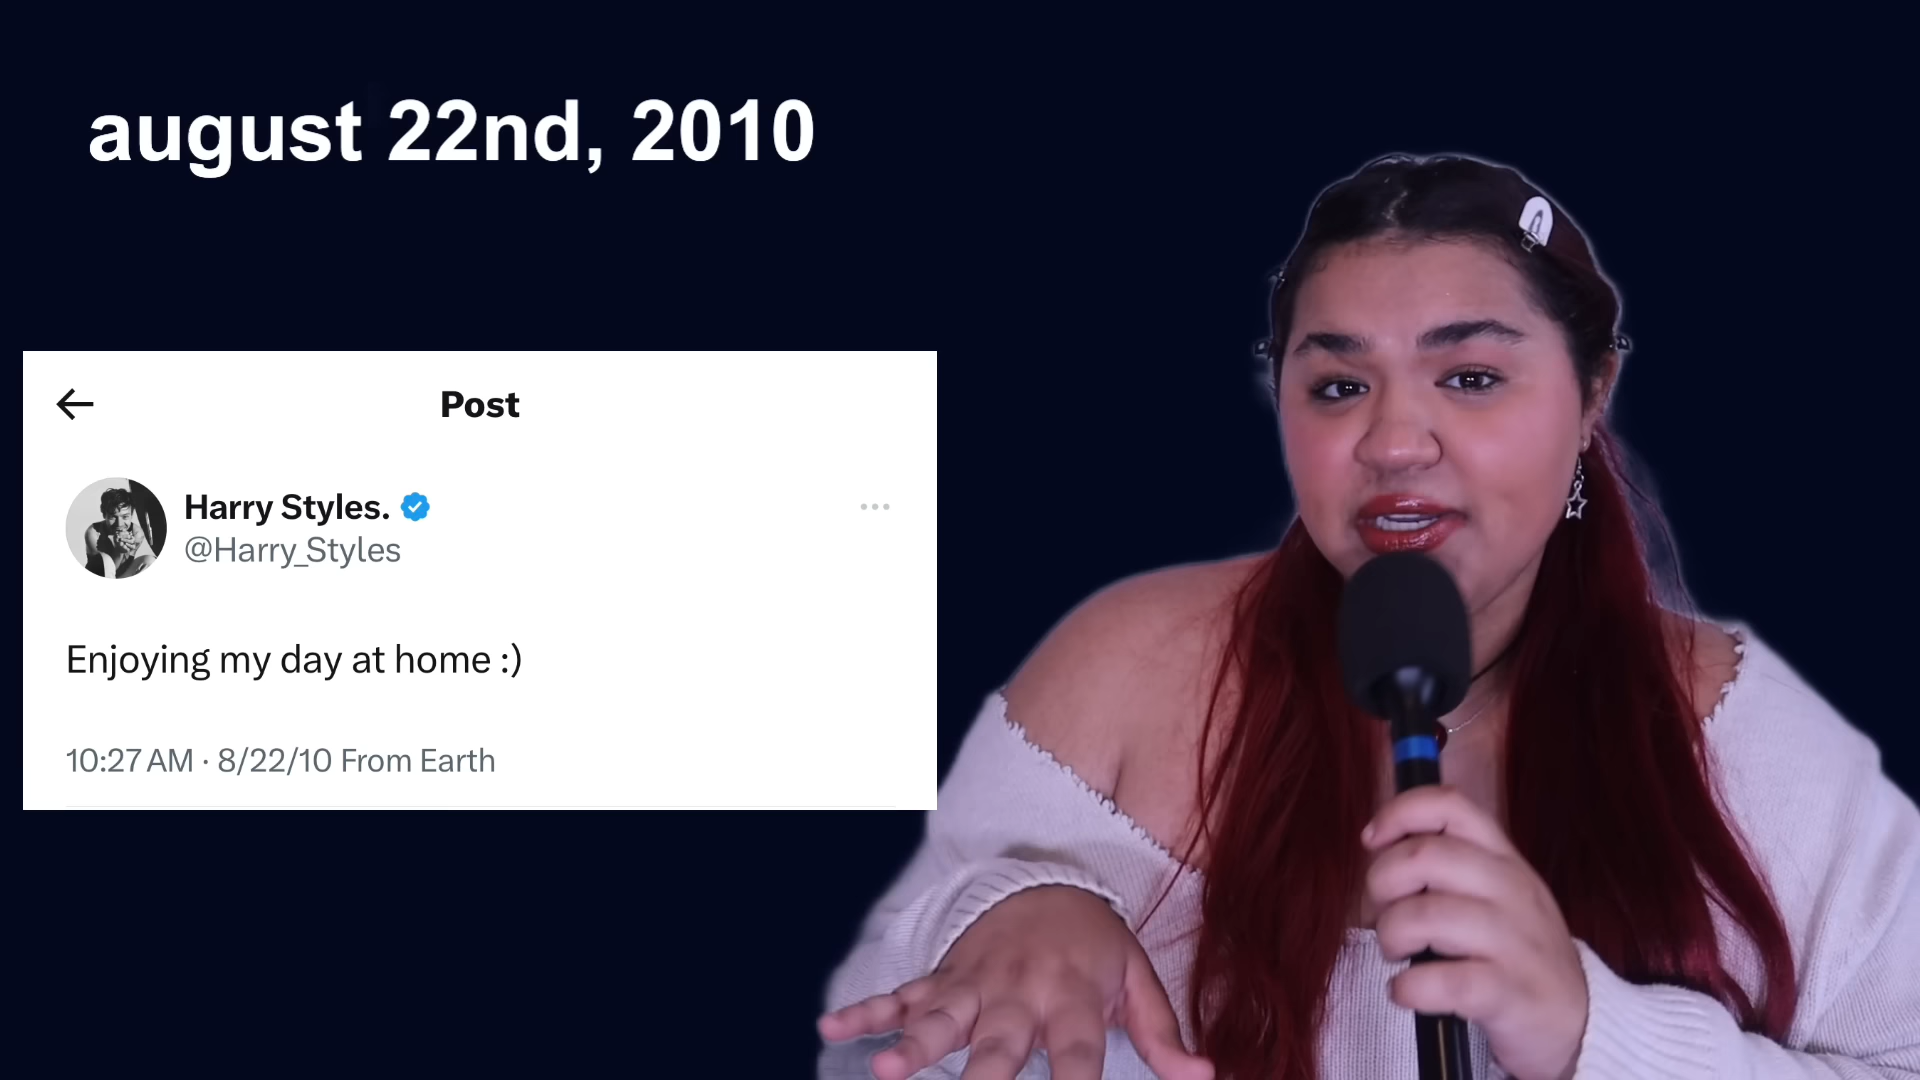 august 22nd, 2010
Post
Harry Styles.
@Harry_Styles
Enjoying my day at home :)
10:27 AM · 8/22/10 From Earth